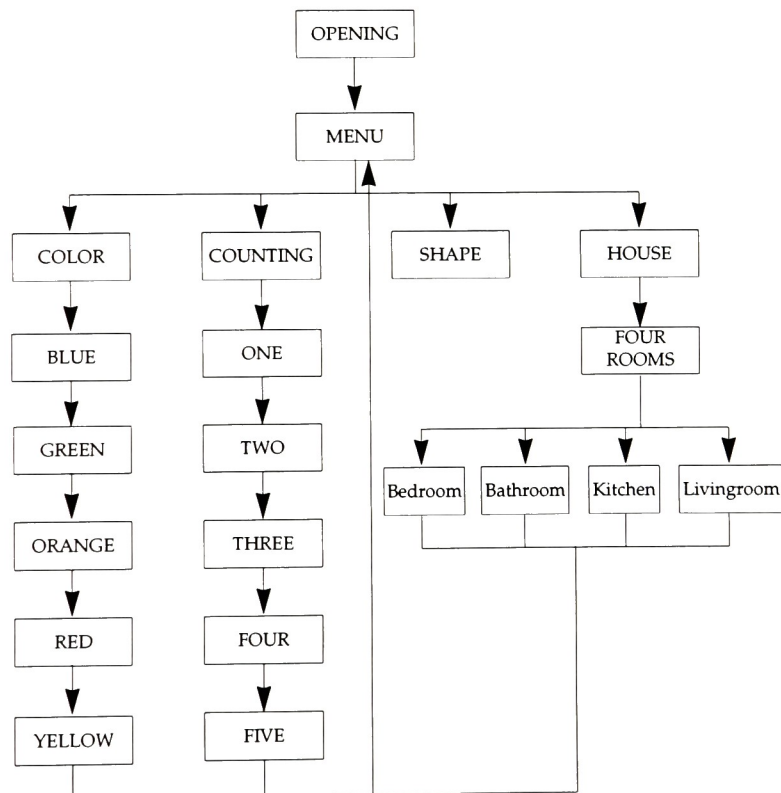 OPENING
MENU
COLOR
COUNTING
SHAPE
HOUSE
BLUE
ONE
FOUR
ROOMS
GREEN
TWO
Bedroom
Bathroom
Kitchen
Livingroom
ORANGE
THREE
RED
FOUR
YELLOW
FIVE